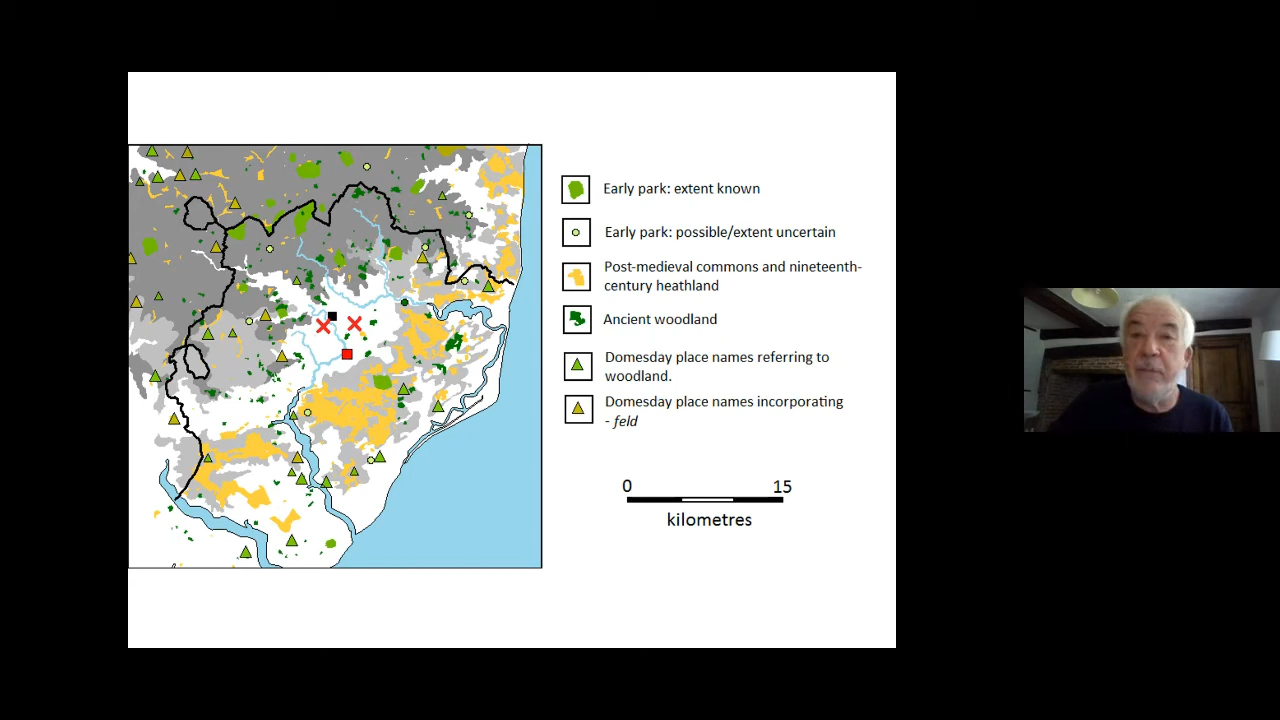 Early park: extent known
Early park: possible/extent uncertain
Post-medieval commons and nineteenth-
century heathland
Ancient woodland
Domesday place names referring to
woodland.
Domesday place names incorporating
- feld
0 15
kilometres